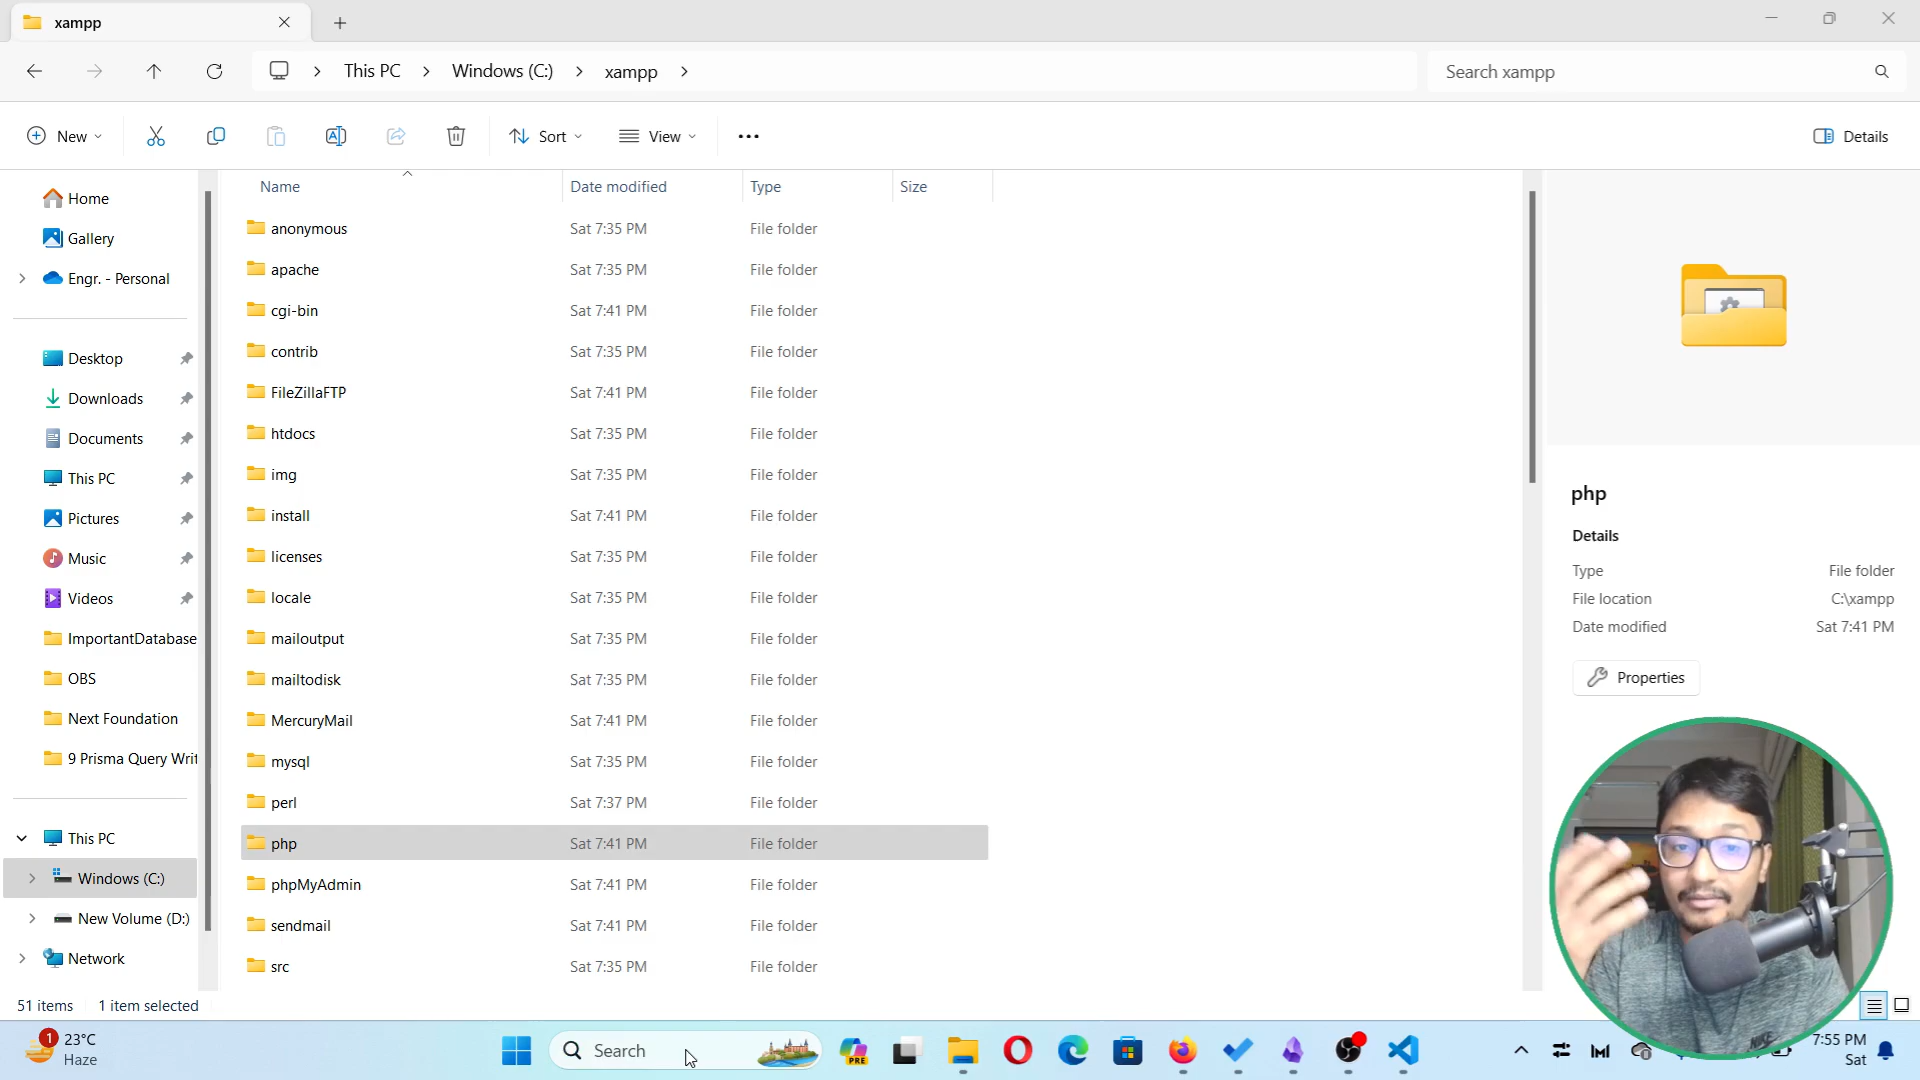 xampp
This PC
Windows (C:)
xampp
Search xampp
New
Sort
View
Details
Home
Gallery
Engr. - Personal
Desktop
Downloads
Documents
This PC
Pictures
Music
Videos
ImportantDatabase
OBS
Next Foundation
9 Prisma Query Writ
This PC
Windows (C:)
New Volume (D:)
Network
Name Date modified Type Size
anonymous Sat 7:35 PM File folder
apache Sat 7:35 PM File folder
cgi-bin Sat 7:41 PM File folder
contrib Sat 7:35 PM File folder
FileZillaFTP Sat 7:41 PM File folder
htdocs Sat 7:35 PM File folder
img Sat 7:35 PM File folder
install Sat 7:41 PM File folder
licenses Sat 7:35 PM File folder
locale Sat 7:35 PM File folder
mailoutput Sat 7:35 PM File folder
mailtodisk Sat 7:35 PM File folder
MercuryMail Sat 7:41 PM File folder
mysql Sat 7:35 PM File folder
perl Sat 7:37 PM File folder
php Sat 7:41 PM File folder
phpMyAdmin Sat 7:41 PM File folder
sendmail Sat 7:41 PM File folder
src Sat 7:35 PM File folder
php
Details
Type File folder
File location C:\xampp
Date modified Sat 7:41 PM
Properties
51 items 1 item selected
1
23°C
Haze
Search
PRE
7:55 PM
Sat